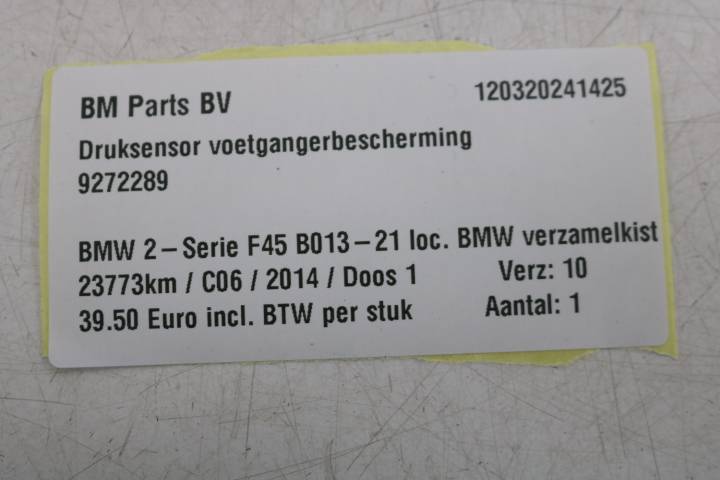 BM Parts BV 120320241425
Druksensor voetgangerbescherming
9272289
BMW 2-Serie F45 B013-21 loc. BMW verzamelkist
23773km / C06 / 2014 / Doos 1 Verz: 10
39.50 Euro incl. BTW per stuk Aantal: 1